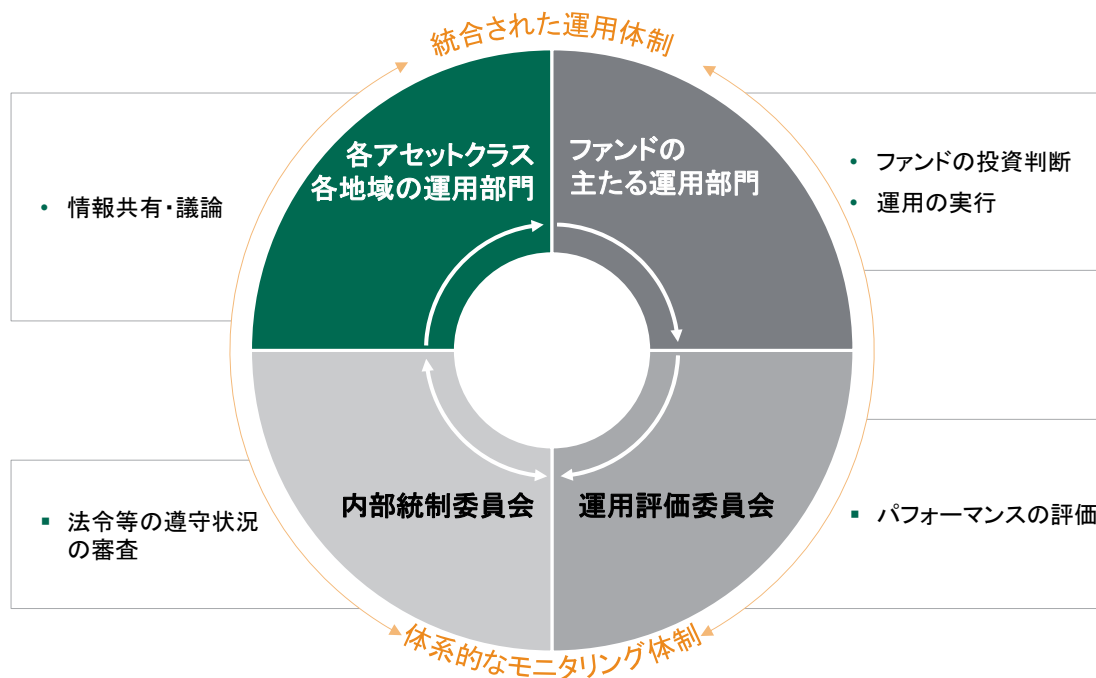 統合された運用体制
各アセットクラス
各地域の運用部門
ファンドの
主たる運用部門
• 情報共有・議論
• ファンドの投資判断
• 運用の実行
内部統制委員会
運用評価委員会
▪ 法令等の遵守状況
の審査
▪ パフォーマンスの評価
体系的なモニタリング体制